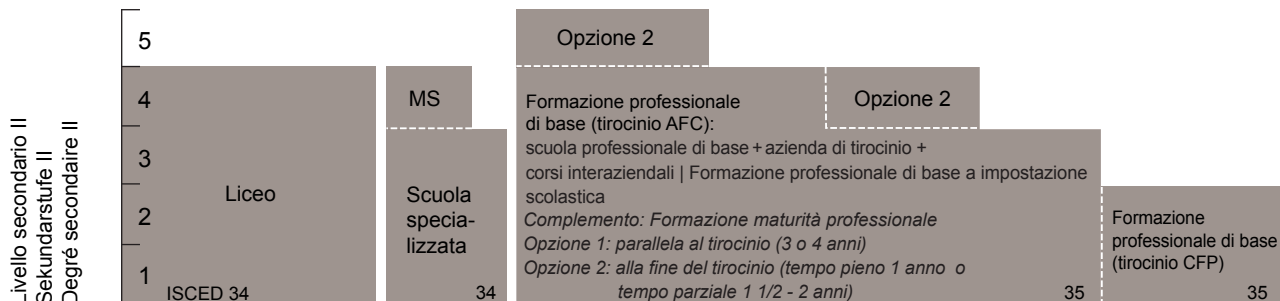 Livello secondario II
Sekundarstufe II
Degré secondaire II
5
4
3
2
1
Liceo
ISCED 34
MS
Scuola
specia-
lizzata
34
Opzione 2
Opzione 2
Formazione professionale
di base (tirocinio AFC):
scuola professionale di base + azienda di tirocinio +
corsi interaziendali | Formazione professionale di base a impostazione
scolastica
Complemento: Formazione maturità professionale
Opzione 1: parallela al tirocinio (3 o 4 anni)
Opzione 2: alla fine del tirocinio (tempo pieno 1 anno o
tempo parziale 1 1/2 - 2 anni)
35
Formazione
professionale di base
(tirocinio CFP)
35